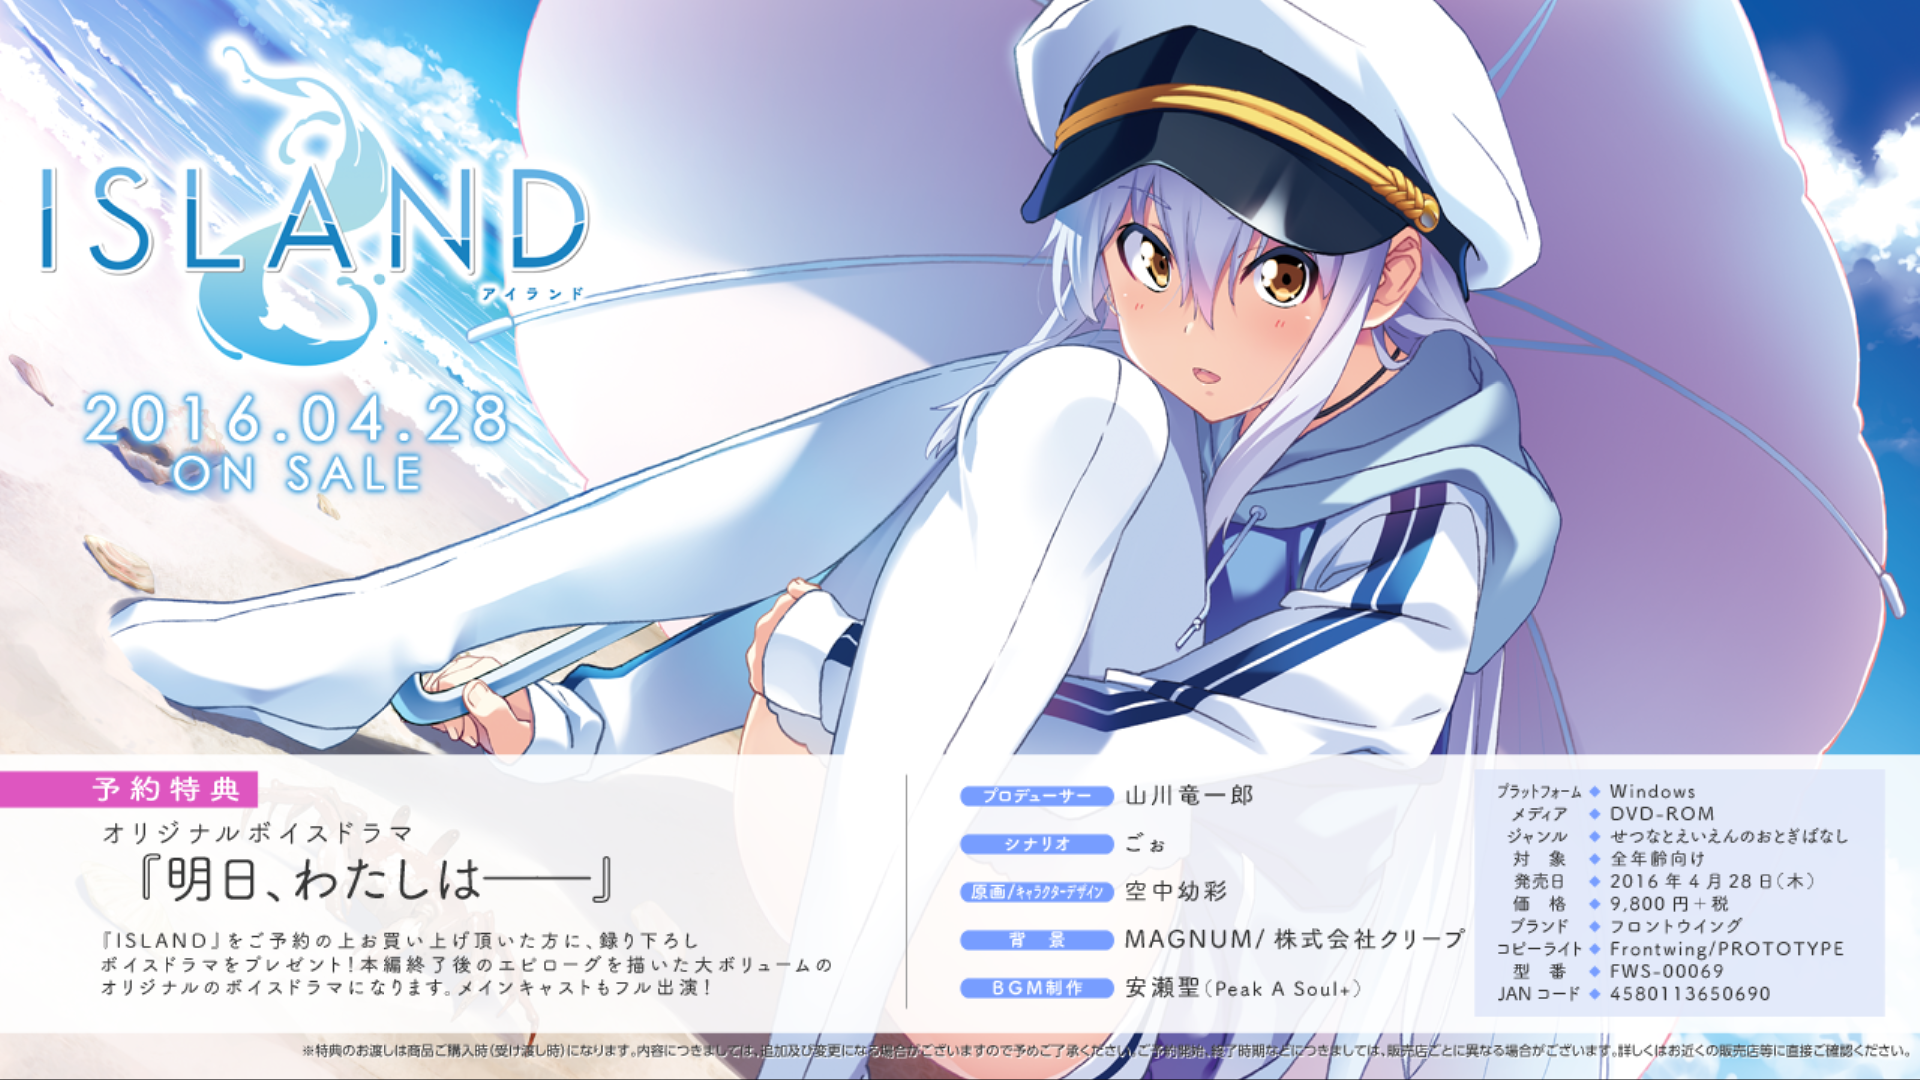 ISLAND
アイランド
2016.04.28
ON SALE
予約特典
オリジナルボイスドラマ
『明日、わたしは――』
『ISLAND』をご予約の上お買い上げ頂いた方に、録り下ろし
ボイスドラマをプレゼント!本編終了後のエピローグを描いた大ボリュームの
オリジナルのボイスドラマになります。メインキャストもフル出演!
プロデューサー 山川竜一郎
シナリオ ごぉ
原画/キャラクターデザイン 空中幼彩
背 景 MAGNUM/株式会社クリープ
BGM制作 安瀬聖(Peak A Soul+)
プラットフォーム ◆ Windows
メディア ◆ DVD-ROM
ジャンル ◆ せつなとえいえんのおとぎばなし
対 象 ◆ 全年齢向け
発売日 ◆ 2016年4月28日(木)
価 格 ◆ 9,800円+税
ブランド ◆ フロントウイング
コピーライト ◆ Frontwing/PROTOTYPE
型 番 ◆ FWS-00069
JANコード ◆ 4580113650690
※特典のお渡しは商品ご購入時(受け渡し時)になります。内容につきましては、追加及び変更になる場合がございますので予めご了承ください。ご予約開始、終了時期などにつきましては、販売店ごとに異なる場合がございます。詳しくはお近くの販売店等に直接ご確認ください。